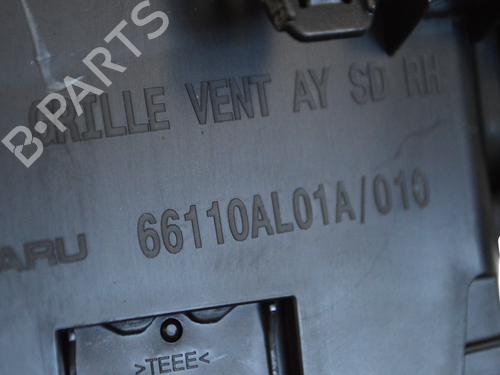 B-PARTS
GRILLE VENT AY SD RH
66110AL01A/010
ARU
>TEEE<